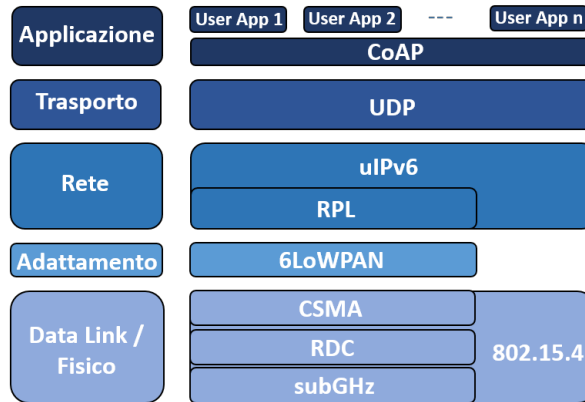 Applicazione
User App 1
User App 2
---
User App n
CoAP
Trasporto
UDP
Rete
uIPv6
RPL
Adattamento
6LoWPAN
Data Link /
Fisico
CSMA
RDC
subGHz
802.15.4